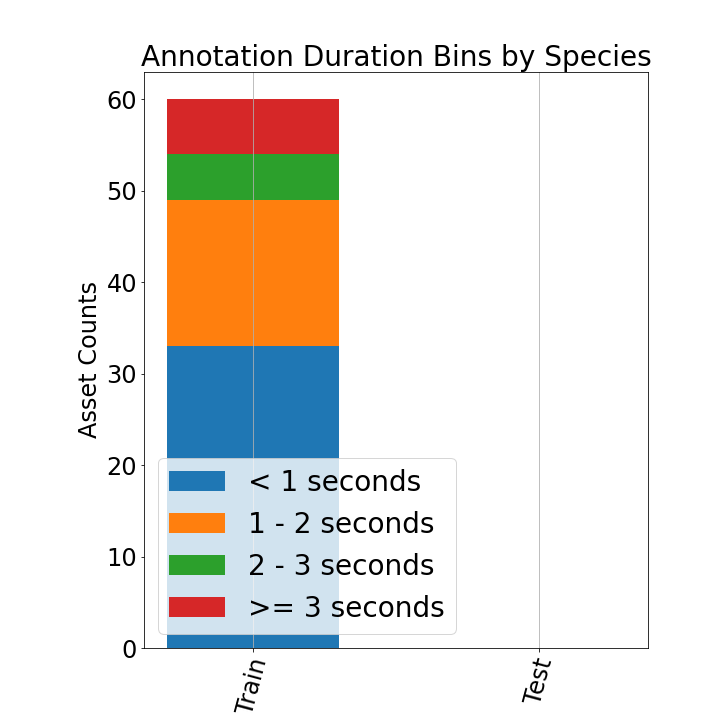 Annotation Duration Bins by Species
Asset Counts
60
50
40
30
20
10
0
< 1 seconds
1 - 2 seconds
2 - 3 seconds
>= 3 seconds
Train
Test